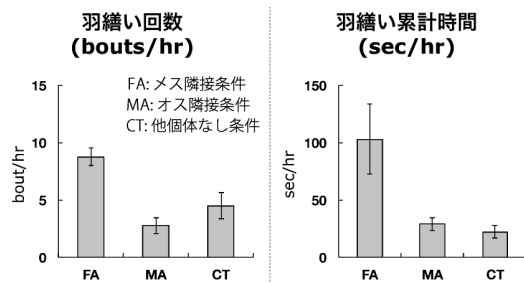 羽繕い回数
(bouts/hr)
15
10
5
0
bout/hr
FA: メス隣接条件
MA: オス隣接条件
CT: 他個体なし条件
FA
MA
CT
羽繕い累計時間
(sec/hr)
150
100
50
0
sec/hr
FA
MA
CT